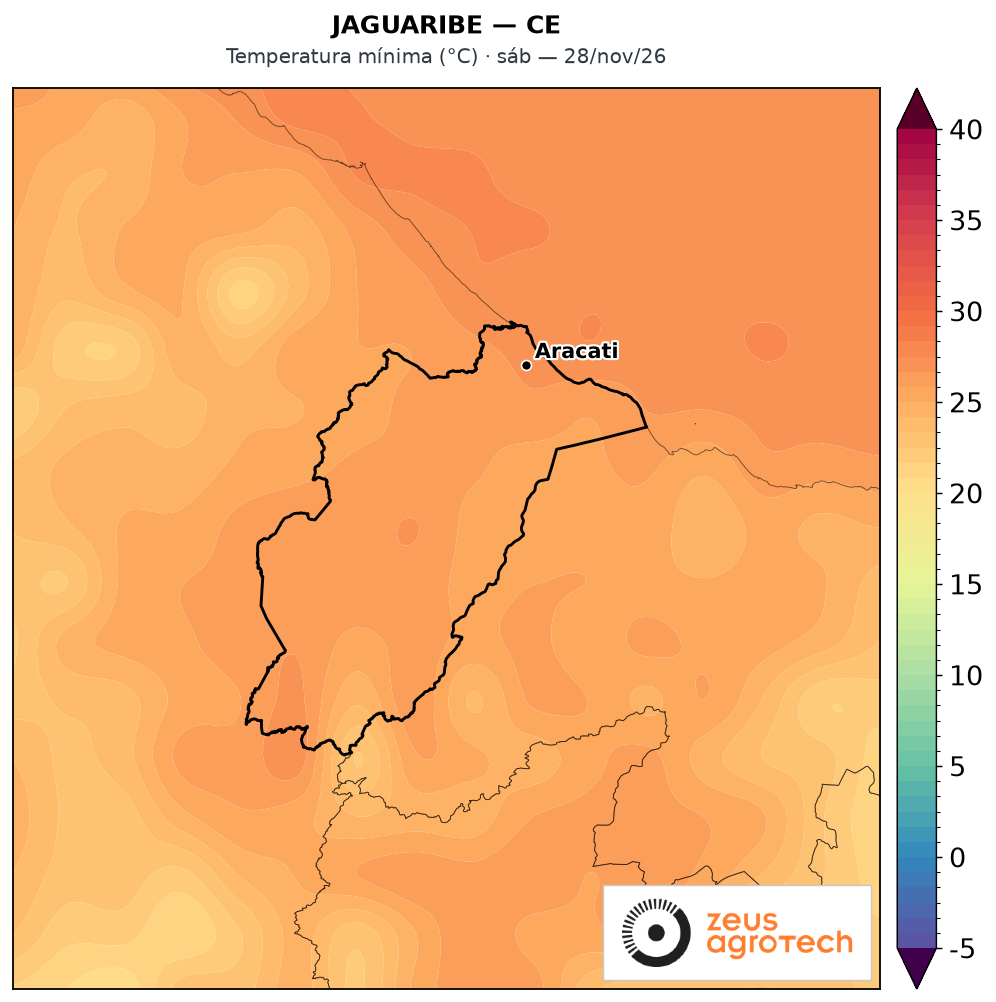 JAGUARIBE — CE
Temperatura mínima (°C) · sáb — 28/nov/26
Aracati
40
35
30
25
20
15
10
5
0
-5
zeus
agrotech